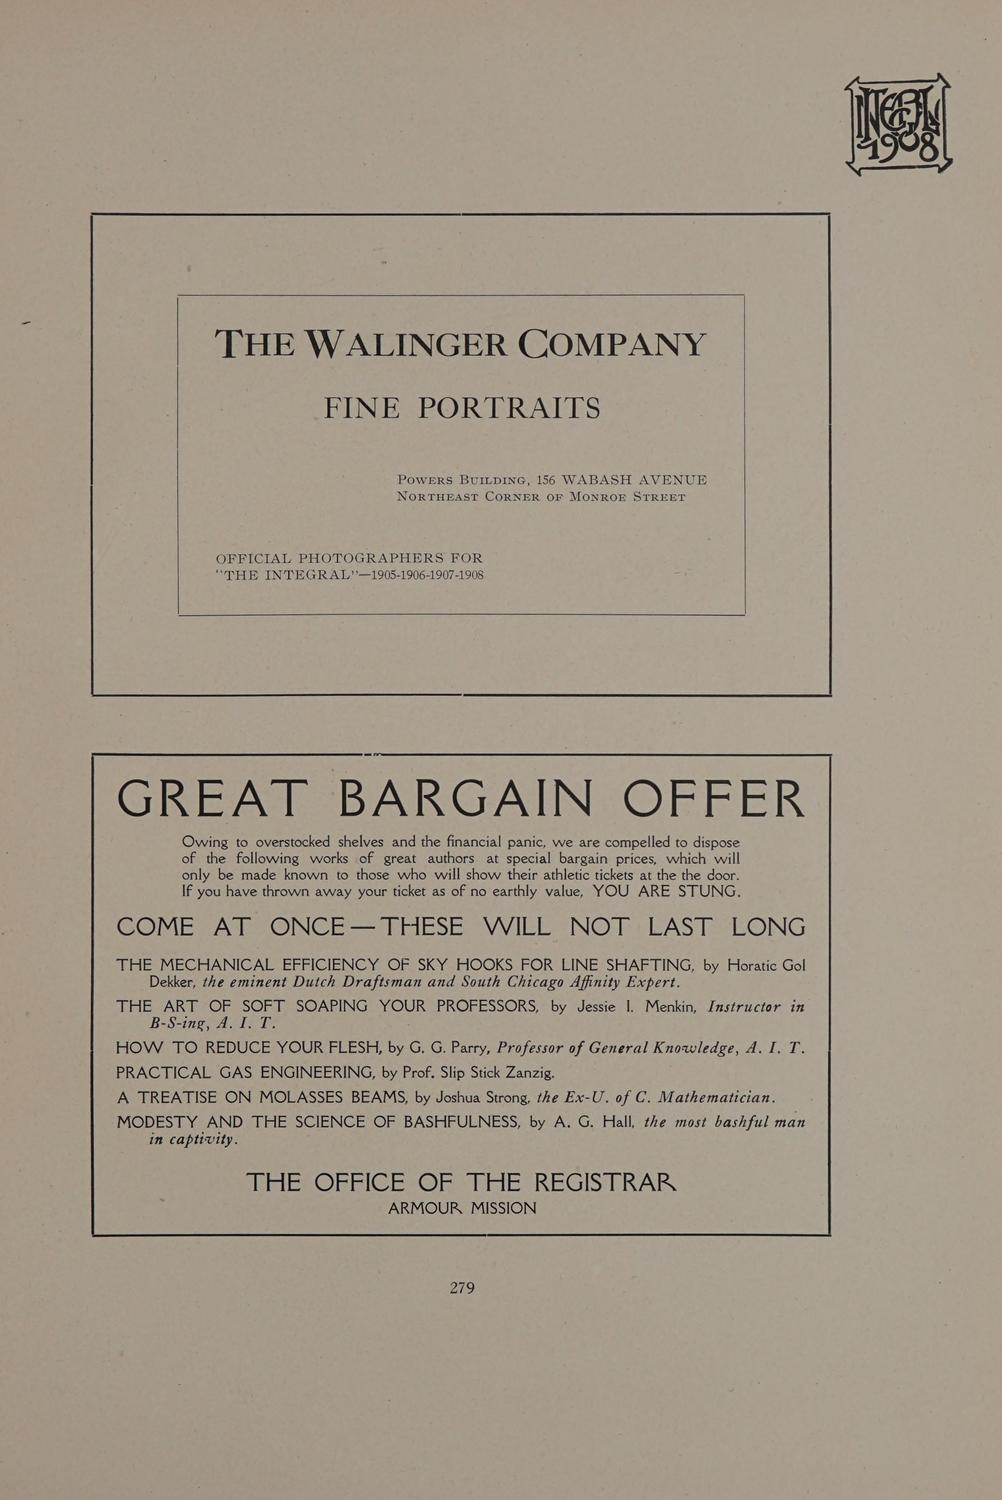 INTEGRAL
1908
THE WALINGER COMPANY
FINE PORTRAITS
POWERS BUILDING, 156 WABASH AVENUE
NORTHEAST CORNER OF MONROE STREET
OFFICIAL PHOTOGRAPHERS FOR
"THE INTEGRAL"—1905-1906-1907-1908
GREAT BARGAIN OFFER
Owing to overstocked shelves and the financial panic, we are compelled to dispose
of the following works of great authors at special bargain prices, which will
only be made known to those who will show their athletic tickets at the the door.
If you have thrown away your ticket as of no earthly value, YOU ARE STUNG.
COME AT ONCE—THESE WILL NOT LAST LONG
THE MECHANICAL EFFICIENCY OF SKY HOOKS FOR LINE SHAFTING, by Horatic Gol
Dekker, the eminent Dutch Draftsman and South Chicago Affinity Expert.
THE ART OF SOFT SOAPING YOUR PROFESSORS, by Jessie I. Menkin, Instructor in
B-S-ing, A. I. T.
HOW TO REDUCE YOUR FLESH, by G. G. Parry, Professor of General Knowledge, A. I. T.
PRACTICAL GAS ENGINEERING, by Prof. Slip Stick Zanzig.
A TREATISE ON MOLASSES BEAMS, by Joshua Strong, the Ex-U. of C. Mathematician.
MODESTY AND THE SCIENCE OF BASHFULNESS, by A. G. Hall, the most bashful man
in captivity.
THE OFFICE OF THE REGISTRAR
ARMOUR MISSION
279